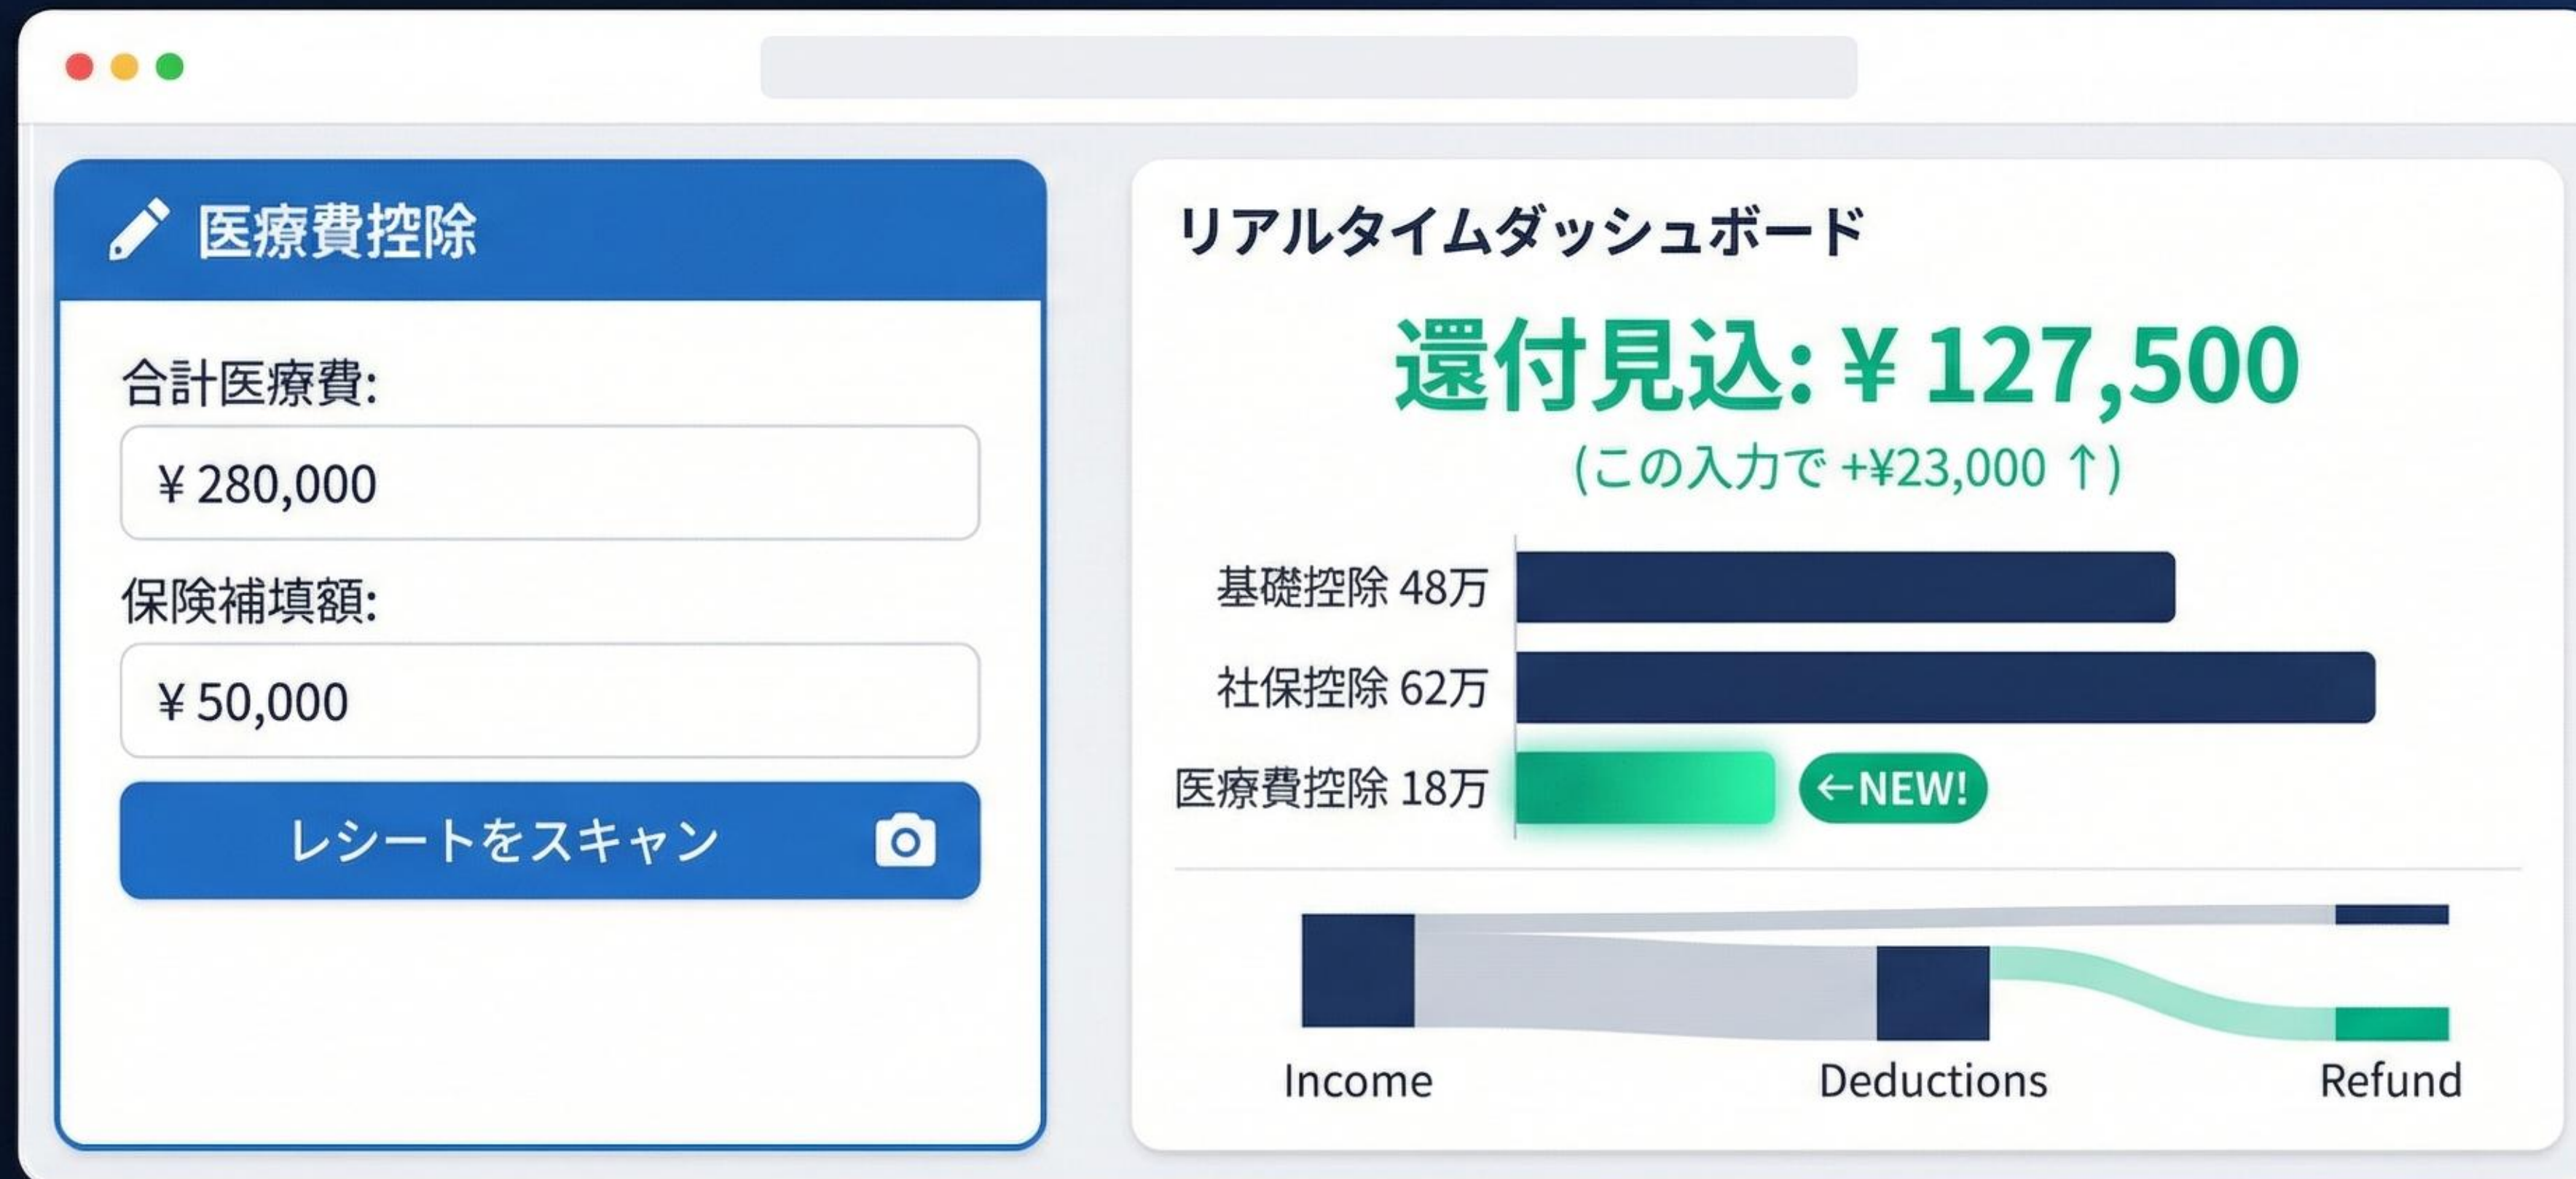 医療費控除
合計医療費:
¥ 280,000
保険補填額:
¥ 50,000
レシートをスキャン
リアルタイムダッシュボード
還付見込: ¥ 127,500
(この入力で +¥23,000 ↑)
基礎控除 48万
社保控除 62万
医療費控除 18万
←NEW!
Income
Deductions
Refund